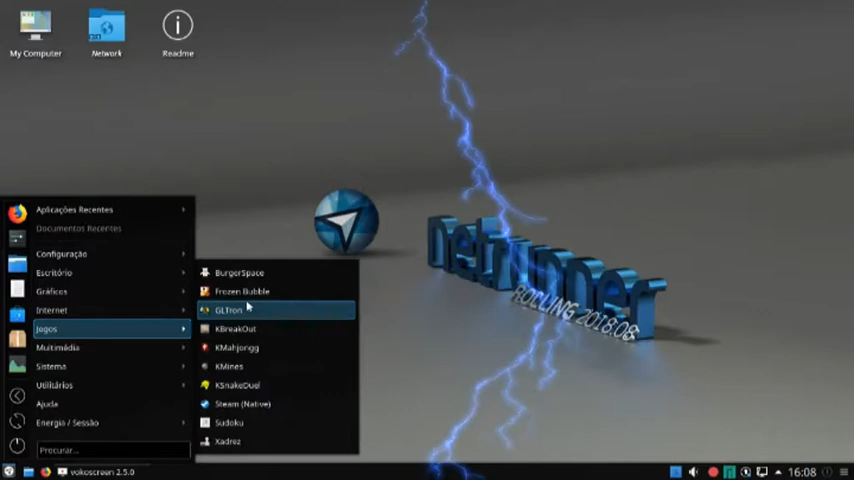 My Computer
Network
Readme
netrunner
ROLLING 2018.08
Aplicações Recentes
Documentos Recentes
Configuração
Escritório
Gráficos
Internet
Jogos
Multimédia
Sistema
Utilitários
Ajuda
Energia / Sessão
Procurar...
BurgerSpace
Frozen Bubble
GLTron
KBreakOut
KMahjongg
KMines
KSnakeDuel
Steam (Native)
Sudoku
Xadrez
vokoscreen 2.5.0
16:08